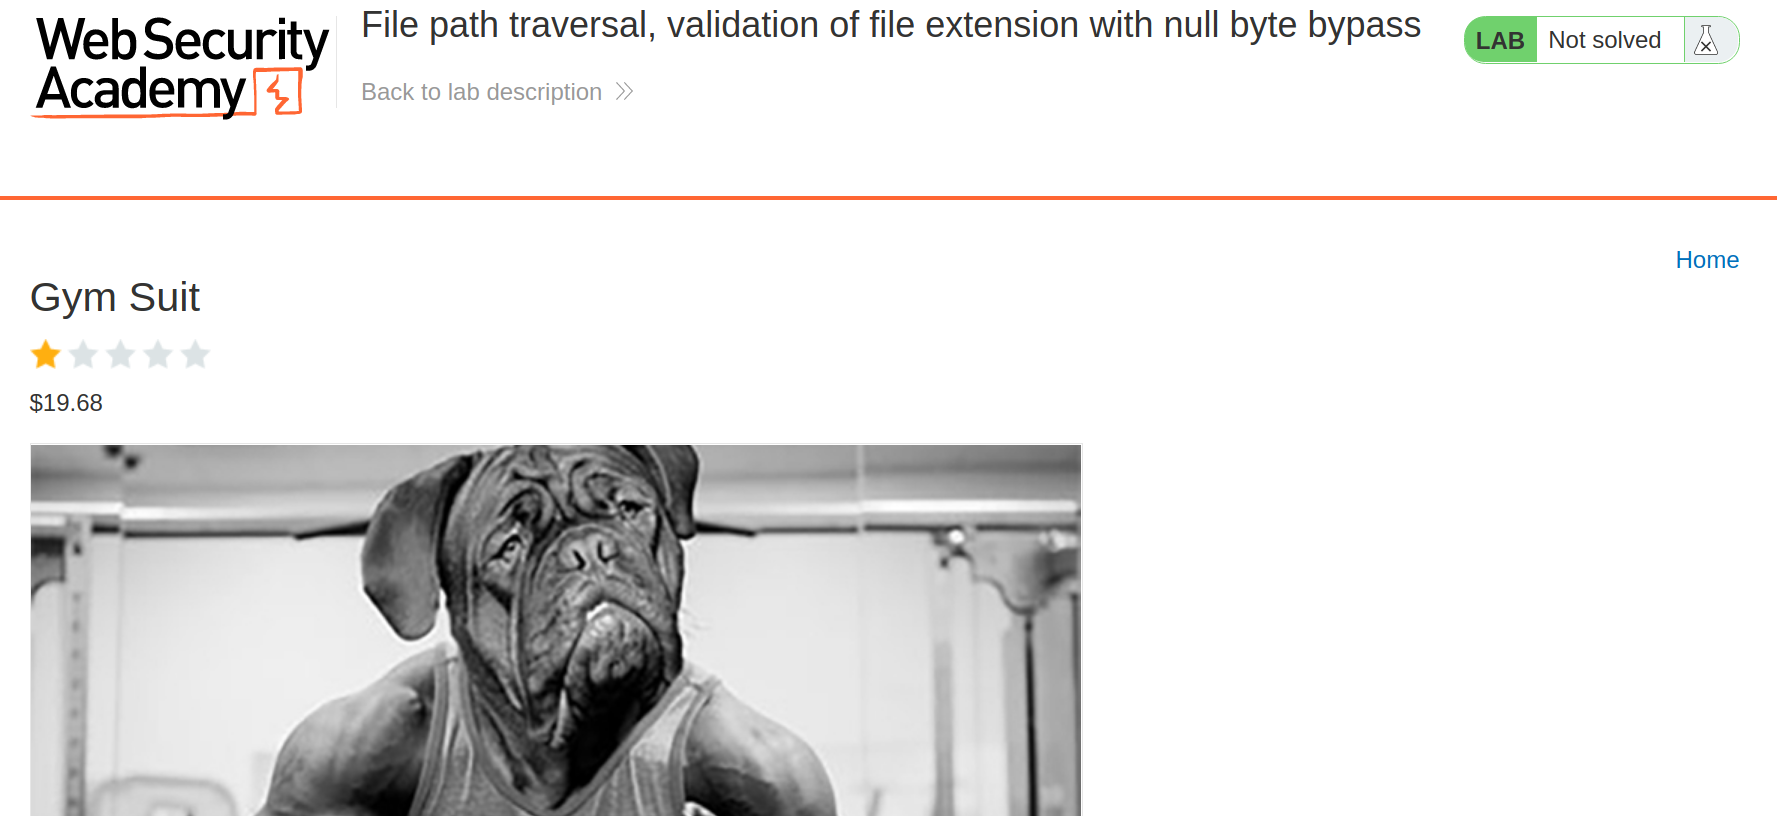 Web Security
Academy
File path traversal, validation of file extension with null byte bypass
Back to lab description
LAB
Not solved
Home
Gym Suit
$19.68